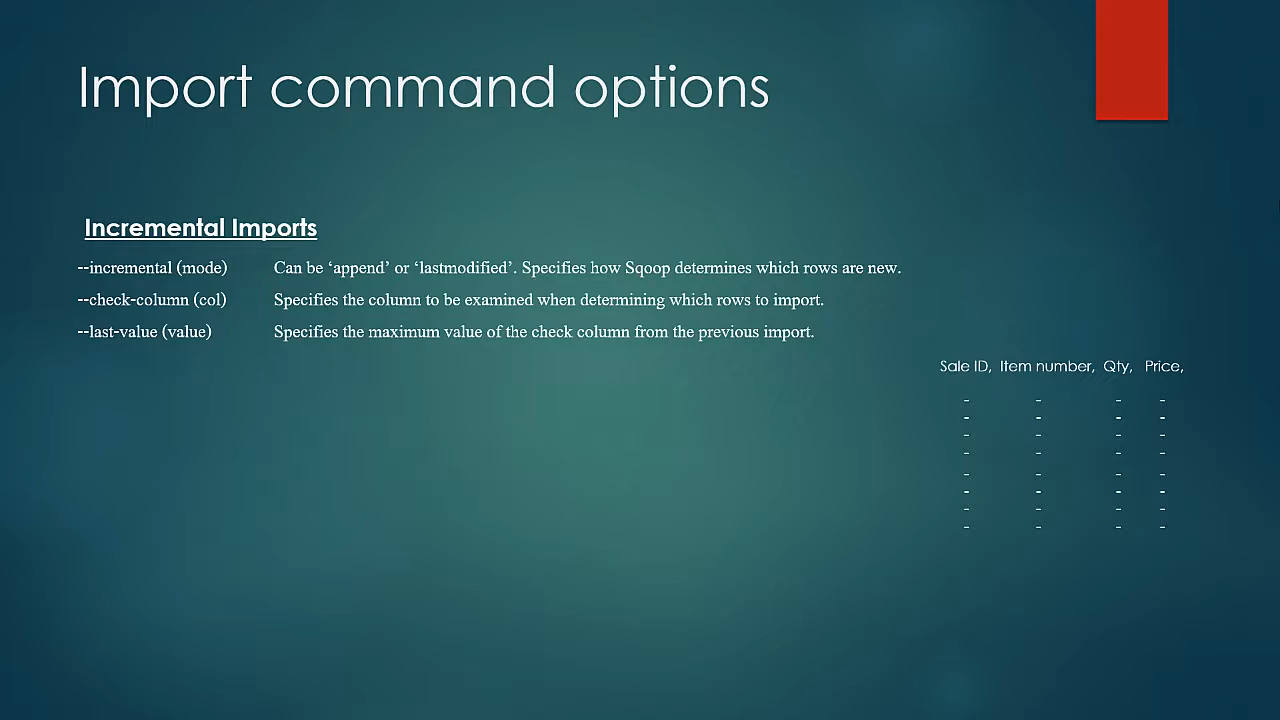 Import command options
Incremental Imports
--incremental (mode) Can be ‘append’ or ‘lastmodified’. Specifies how Sqoop determines which rows are new.
--check-column (col) Specifies the column to be examined when determining which rows to import.
--last-value (value) Specifies the maximum value of the check column from the previous import.
Sale ID, Item number, Qty, Price,
- - - -
- - - -
- - - -
- - - -
- - - -
- - - -
- - - -
- - - -